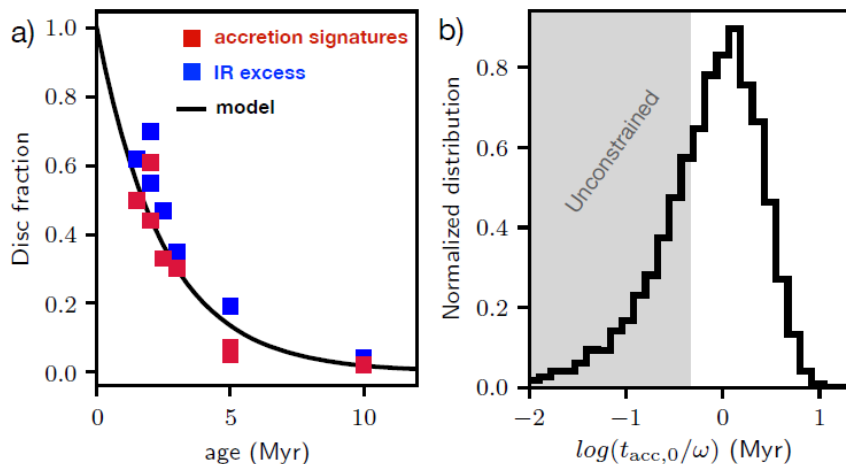 a)
accretion signatures
IR excess
model
Disc fraction
1.0
0.8
0.6
0.4
0.2
0.0
0
5
10
age (Myr)
b)
Unconstrained
Normalized distribution
0.8
0.6
0.4
0.2
0.0
−2
−1
0
1
log(t_acc,0/ω) (Myr)